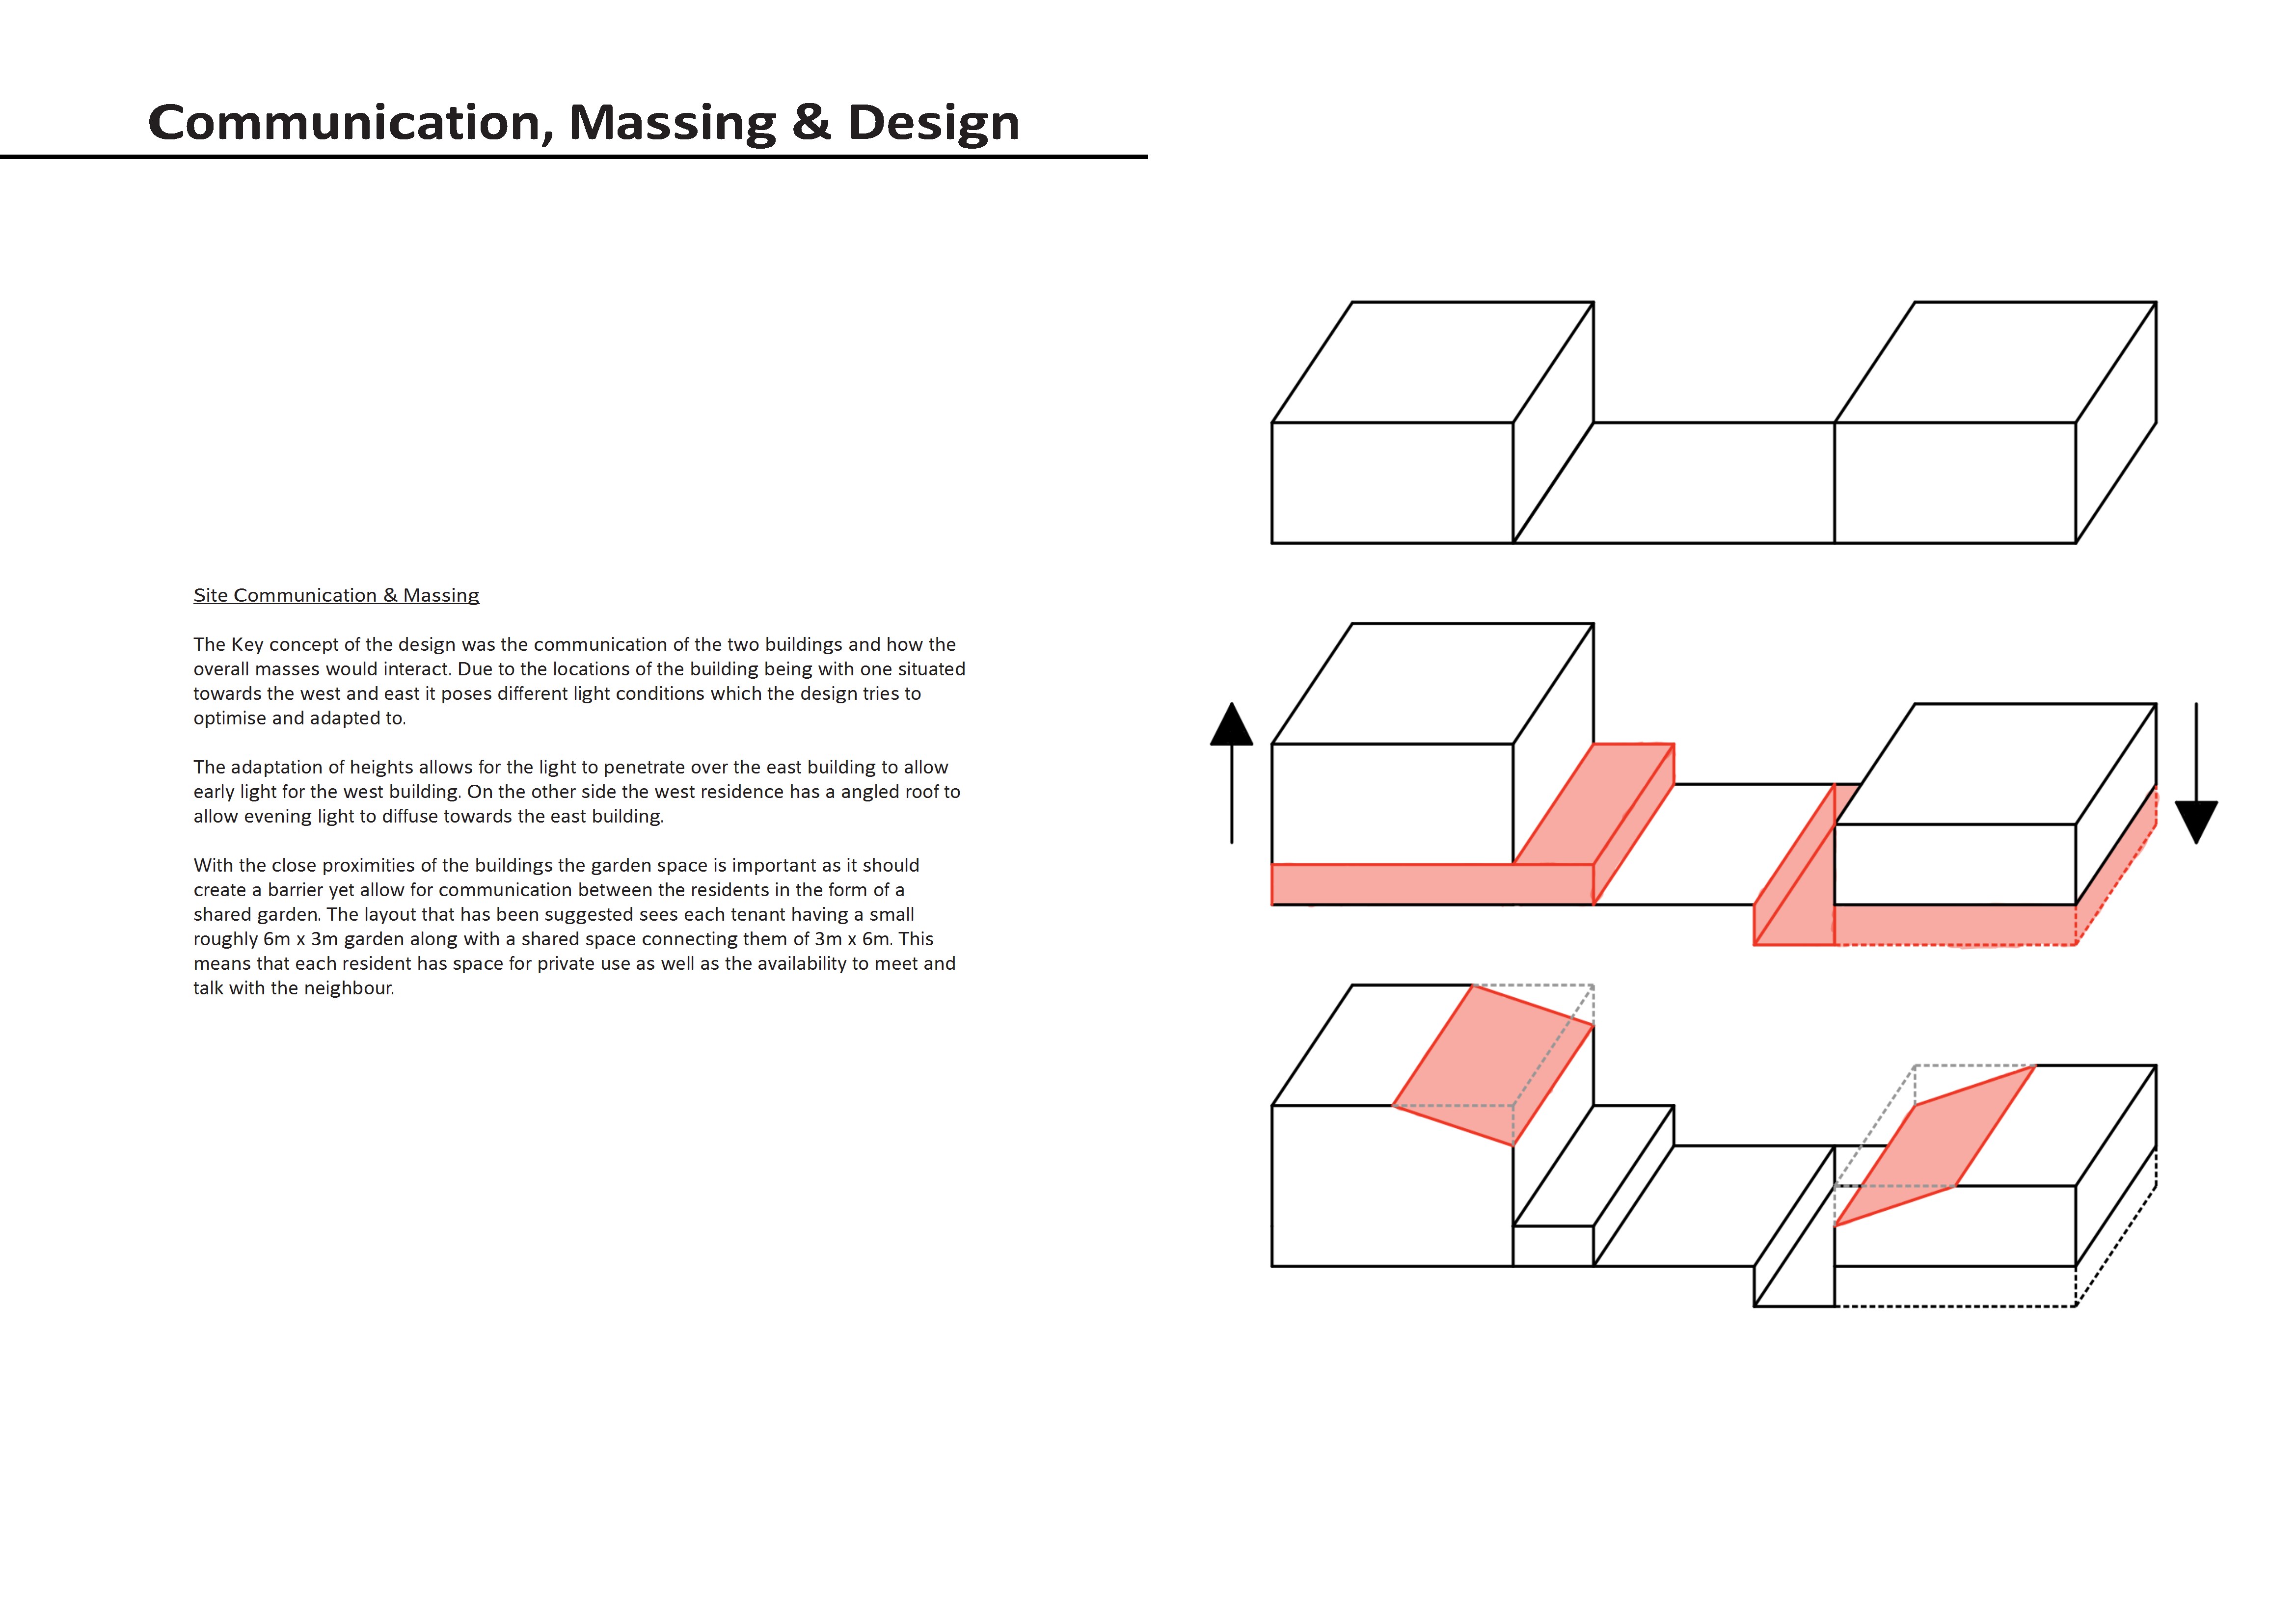 Communication, Massing & Design
Site Communication & Massing
The Key concept of the design was the communication of the two buildings and how the
overall masses would interact. Due to the locations of the building being with one situated
towards the west and east it poses different light conditions which the design tries to
optimise and adapted to.
The adaptation of heights allows for the light to penetrate over the east building to allow
early light for the west building. On the other side the west residence has a angled roof to
allow evening light to diffuse towards the east building.
With the close proximities of the buildings the garden space is important as it should
create a barrier yet allow for communication between the residents in the form of a
shared garden. The layout that has been suggested sees each tenant having a small
roughly 6m x 3m garden along with a shared space connecting them of 3m x 6m. This
means that each resident has space for private use as well as the availability to meet and
talk with the neighbour.